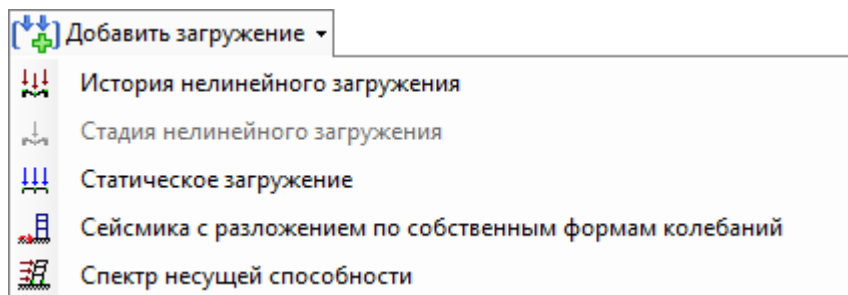 Добавить загружение
История нелинейного загружения
Стадия нелинейного загружения
Статическое загружение
Сейсмика с разложением по собственным формам колебаний
Спектр несущей способности